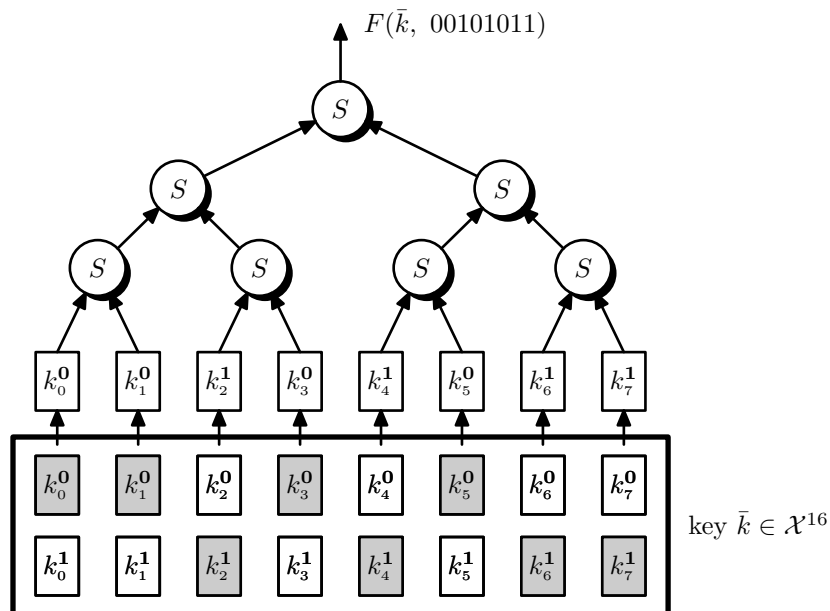 F(k̄, 00101011)
S
S S
S S S S
k₀⁰ k₁⁰ k₂¹ k₃⁰ k₄¹ k₅⁰ k₆¹ k₇¹
k₀⁰ k₁⁰ k₂⁰ k₃⁰ k₄⁰ k₅⁰ k₆⁰ k₇⁰
key k̄ ∈ 𝒳¹⁶
k₀¹ k₁¹ k₂¹ k₃¹ k₄¹ k₅¹ k₆¹ k₇¹